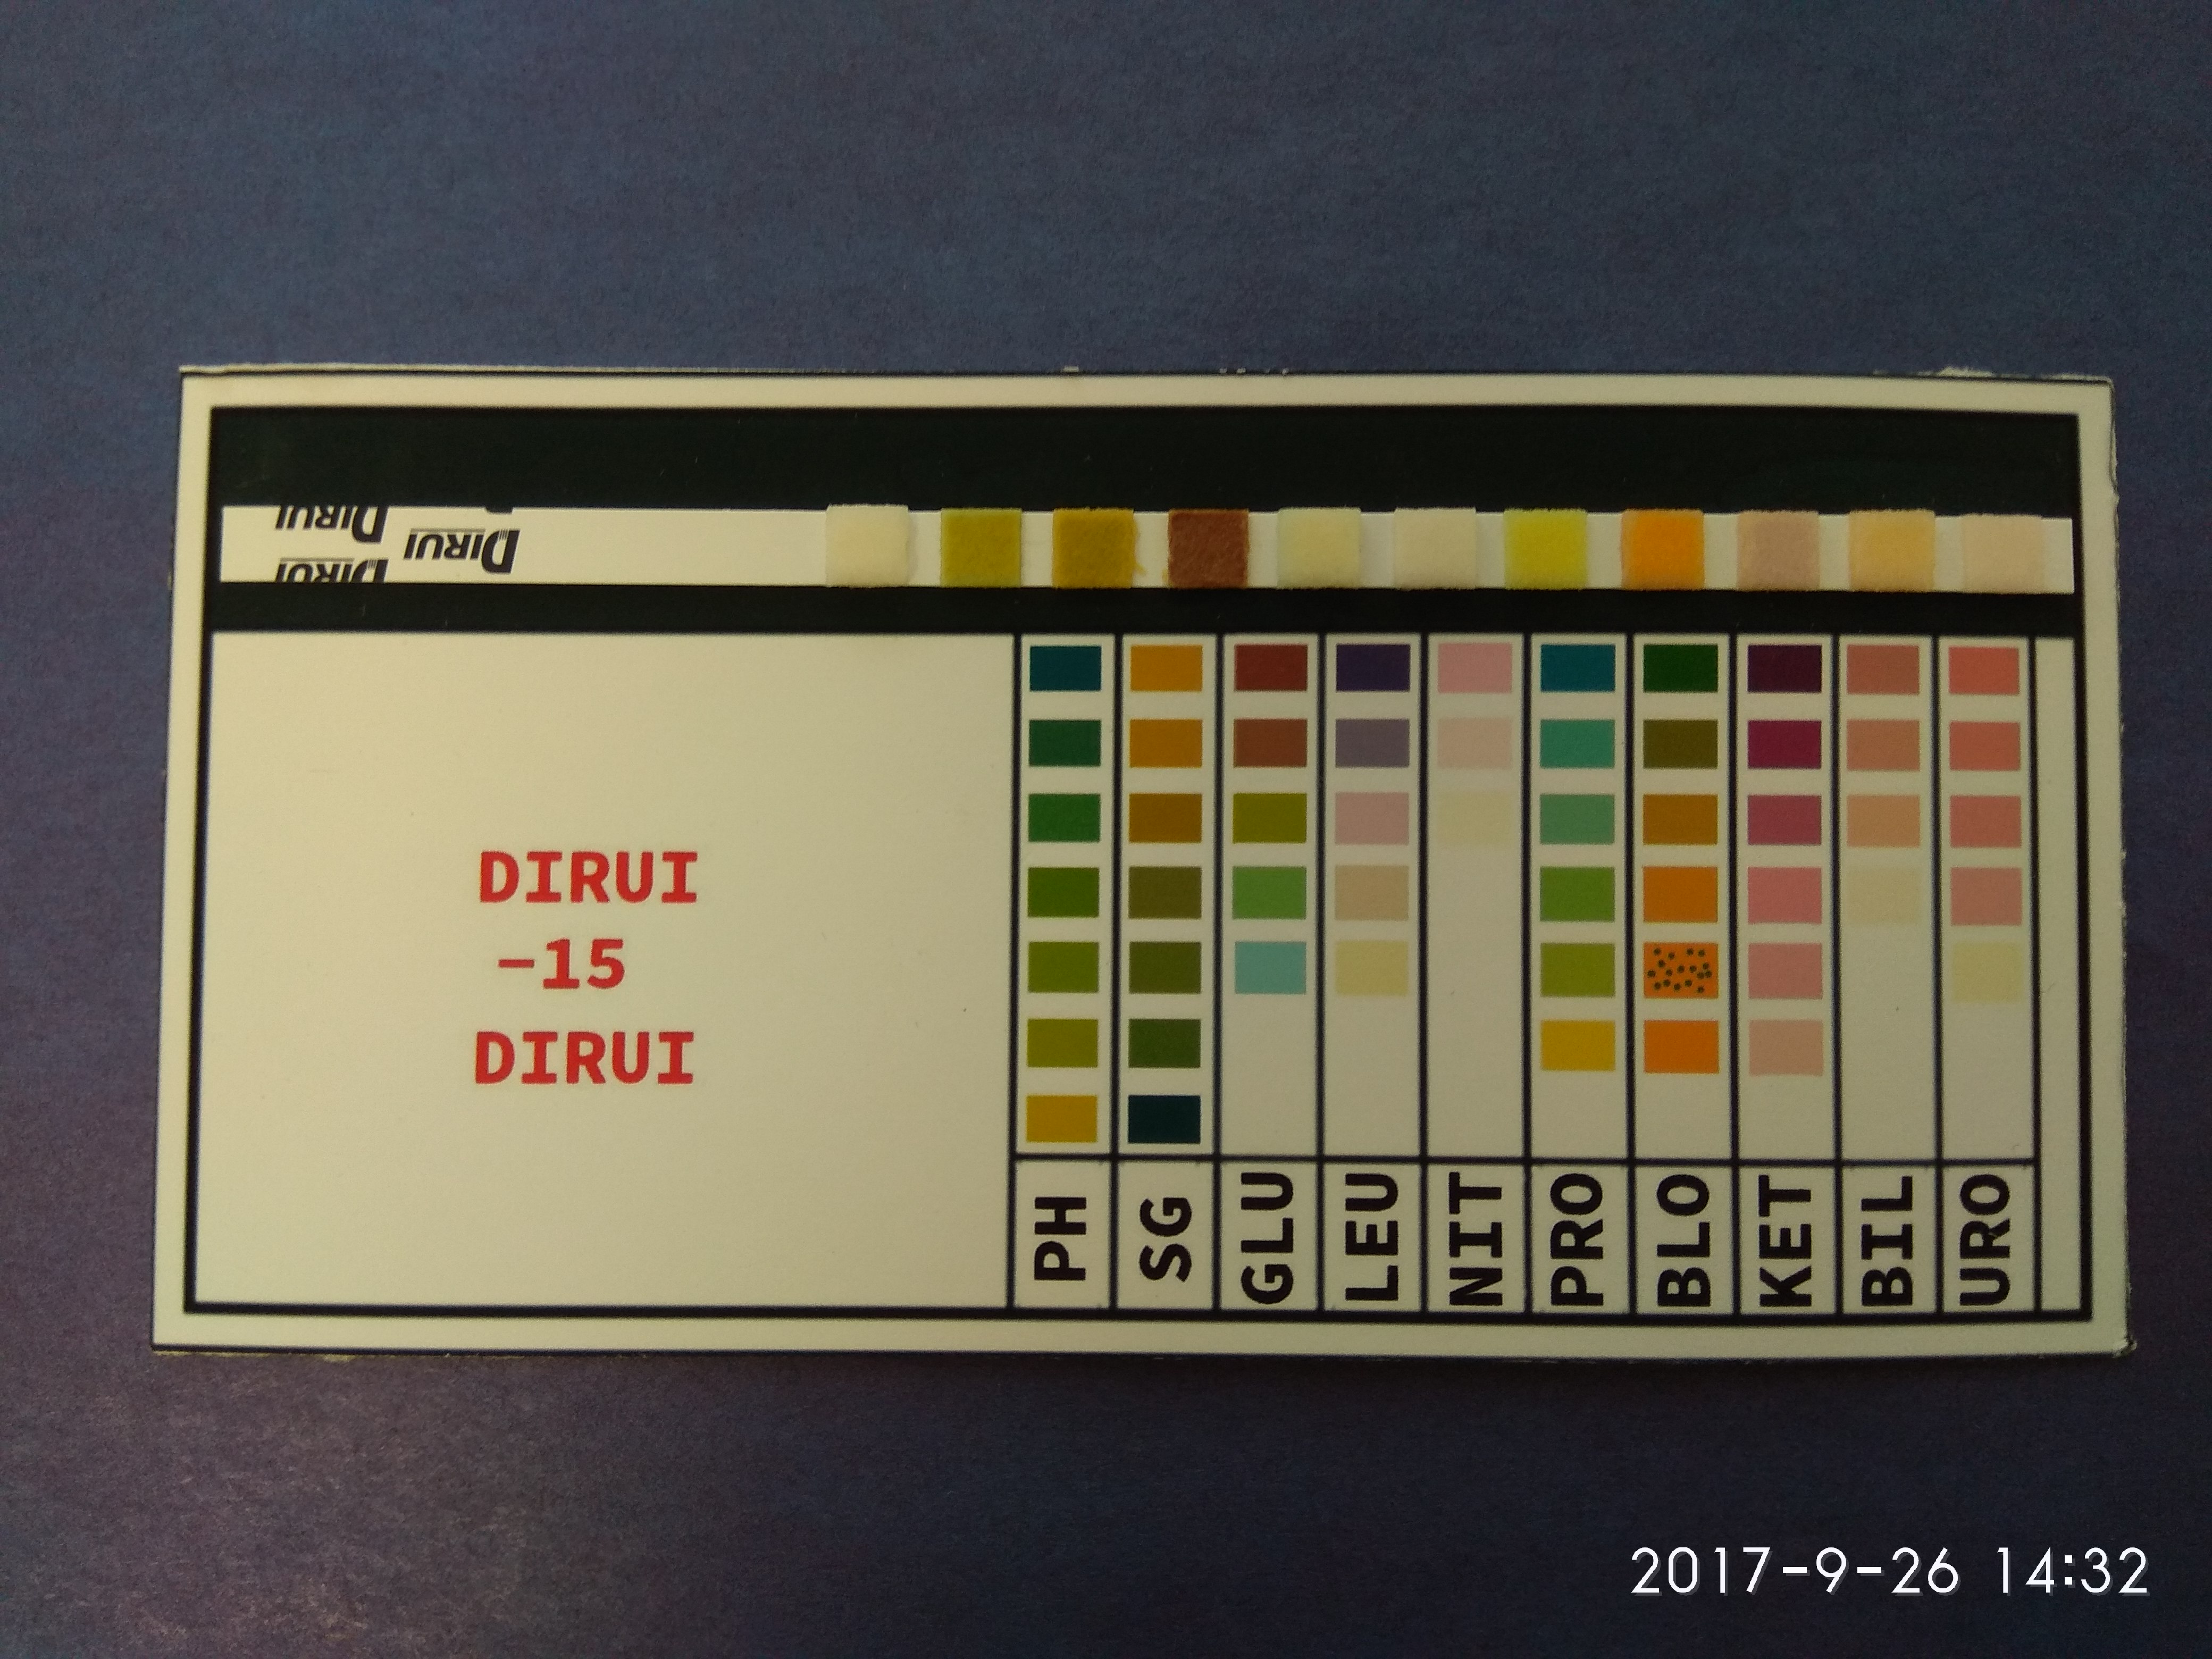 DIRUI
DIRUI
DIRUI
DIRUI
-15
DIRUI
PH
SG
GLU
LEU
NIT
PRO
BLO
KET
BIL
URO
2017-9-26 14:32